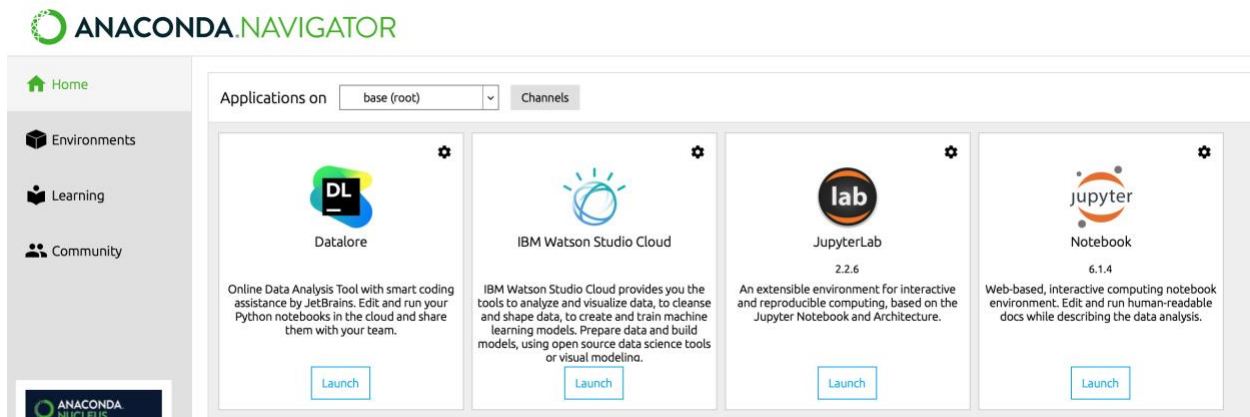 ANACONDA.NAVIGATOR
Home
Environments
Learning
Community
Applications on base (root) Channels
DL
Datalore
Online Data Analysis Tool with smart coding
assistance by JetBrains. Edit and run your
Python notebooks in the cloud and share
them with your team.
Launch
IBM Watson Studio Cloud
IBM Watson Studio Cloud provides you the
tools to analyze and visualize data, to cleanse
and shape data, to create and train machine
learning models. Prepare data and build
models, using open source data science tools
or visual modeling.
Launch
lab
JupyterLab
2.2.6
An extensible environment for interactive
and reproducible computing, based on the
Jupyter Notebook and Architecture.
Launch
jupyter
Notebook
6.1.4
Web-based, interactive computing notebook
environment. Edit and run human-readable
docs while describing the data analysis.
Launch
ANACONDA.
NUCLEUS